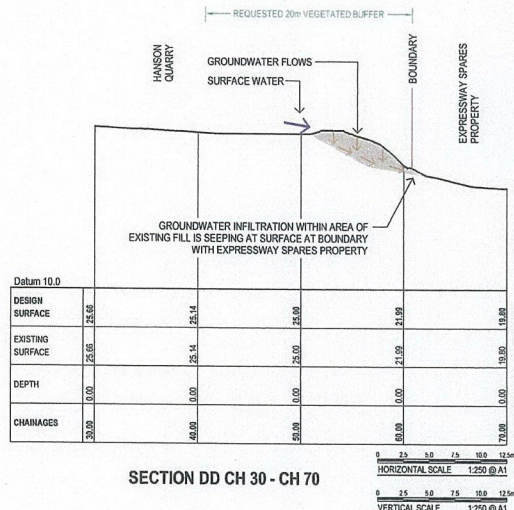 REQUESTED 20m VEGETATED BUFFER
HANSON
QUARRY
GROUNDWATER FLOWS
SURFACE WATER
BOUNDARY
EXPRESSWAY SPARES
PROPERTY
GROUNDWATER INFILTRATION WITHIN AREA OF
EXISTING FILL IS SEEPING AT SURFACE AT BOUNDARY
WITH EXPRESSWAY SPARES PROPERTY
Datum 10.0
DESIGN
SURFACE 25.66 25.14 25.00 21.99 19.80
EXISTING
SURFACE 25.66 25.14 25.00 21.99 19.80
DEPTH 0.00 0.00 0.00 0.00 0.00
CHAINAGES 30.00 40.00 50.00 60.00 70.00
SECTION DD CH 30 - CH 70
0 2.5 5.0 7.5 10.0 12.5m
HORIZONTAL SCALE 1:250 @ A1
0 2.5 5.0 7.5 10.0 12.5m
VERTICAL SCALE 1:250 @ A1